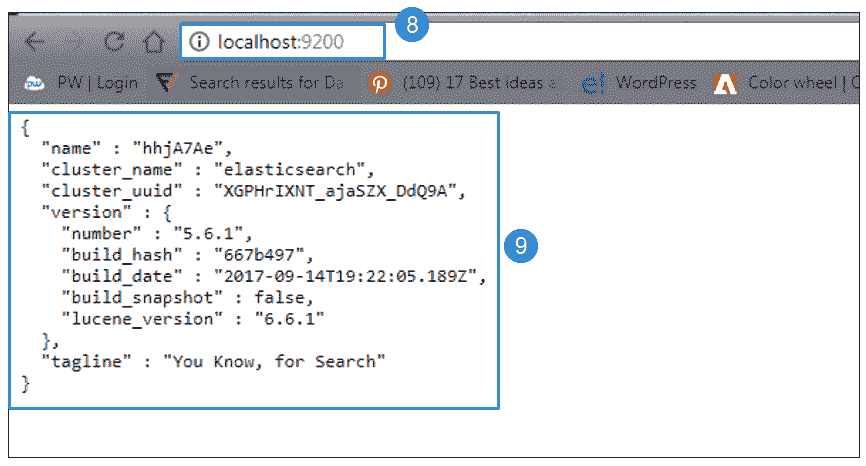 8
localhost:9200
PW | Login Search results for Da (109) 17 Best ideas a WordPress Color wheel | C
{
"name" : "hhjA7Ae",
"cluster_name" : "elasticsearch",
"cluster_uuid" : "XGPHrIXNT_ajaSZX_DdQ9A",
"version" : {
"number" : "5.6.1",
"build_hash" : "667b497",
"build_date" : "2017-09-14T19:22:05.189Z",
9
"build_snapshot" : false,
"lucene_version" : "6.6.1"
},
"tagline" : "You Know, for Search"
}